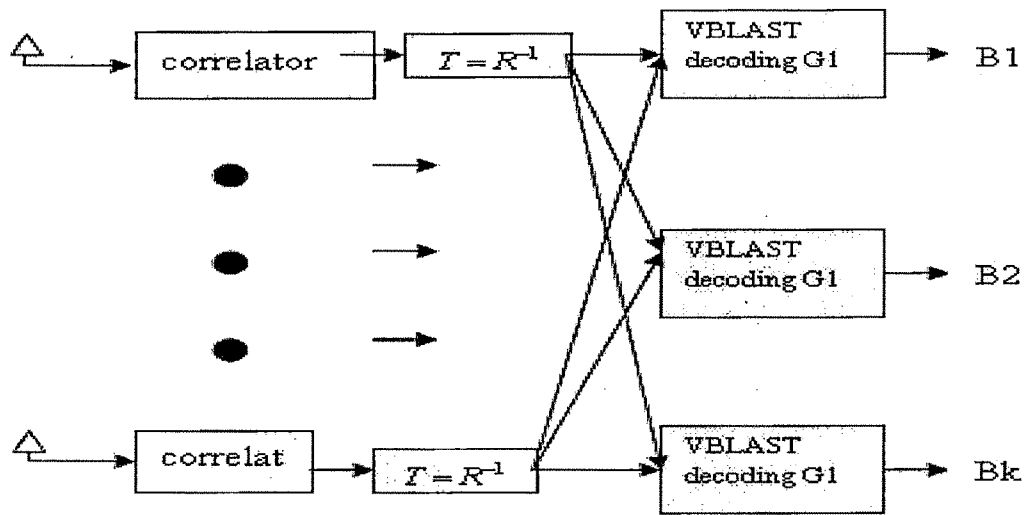 correlator
T = R⁻¹
VBLAST
decoding G1
B1
VBLAST
decoding G1
B2
correlat
T = R⁻¹
VBLAST
decoding G1
Bk